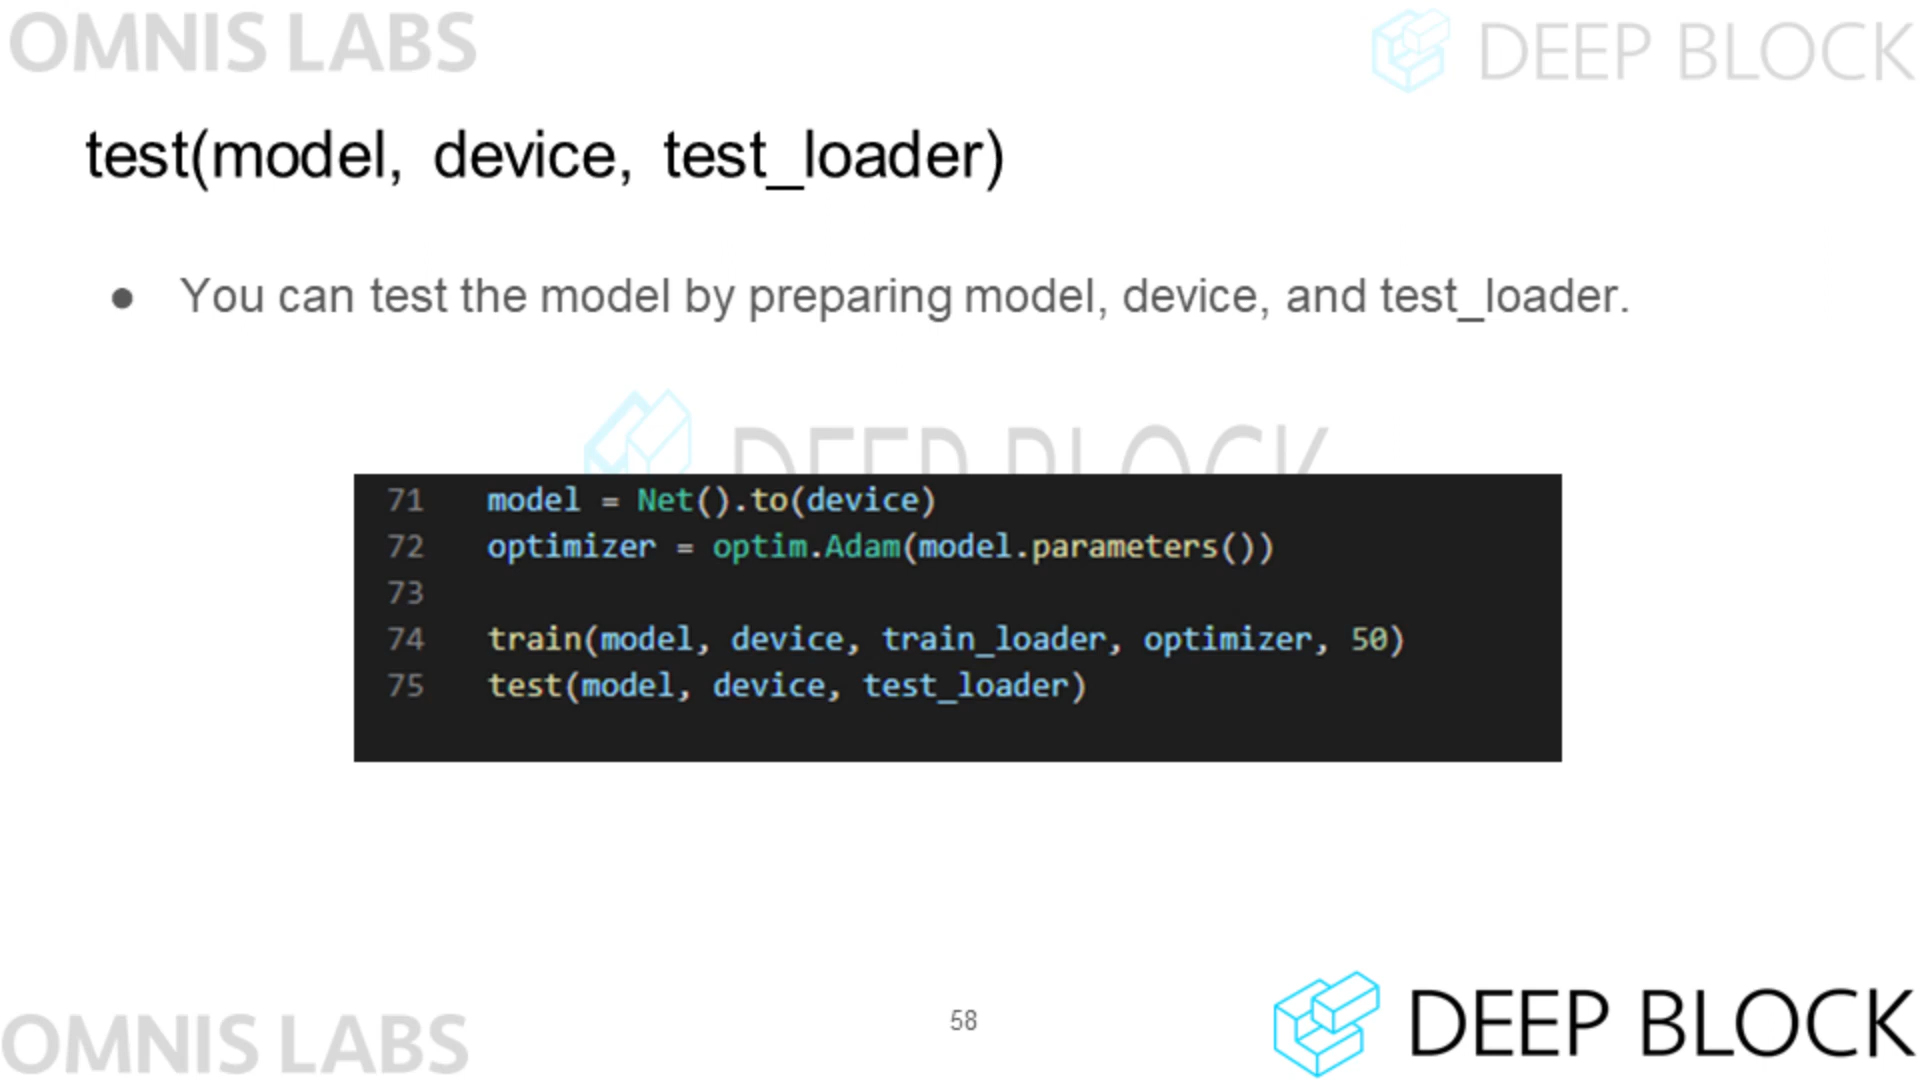 OMNIS LABS
DEEP BLOCK
test(model, device, test_loader)
● You can test the model by preparing model, device, and test_loader.
DEEP BLOCK
71 model = Net().to(device)
72 optimizer = optim.Adam(model.parameters())
73
74 train(model, device, train_loader, optimizer, 50)
75 test(model, device, test_loader)
58
DEEP BLOCK
OMNIS LABS